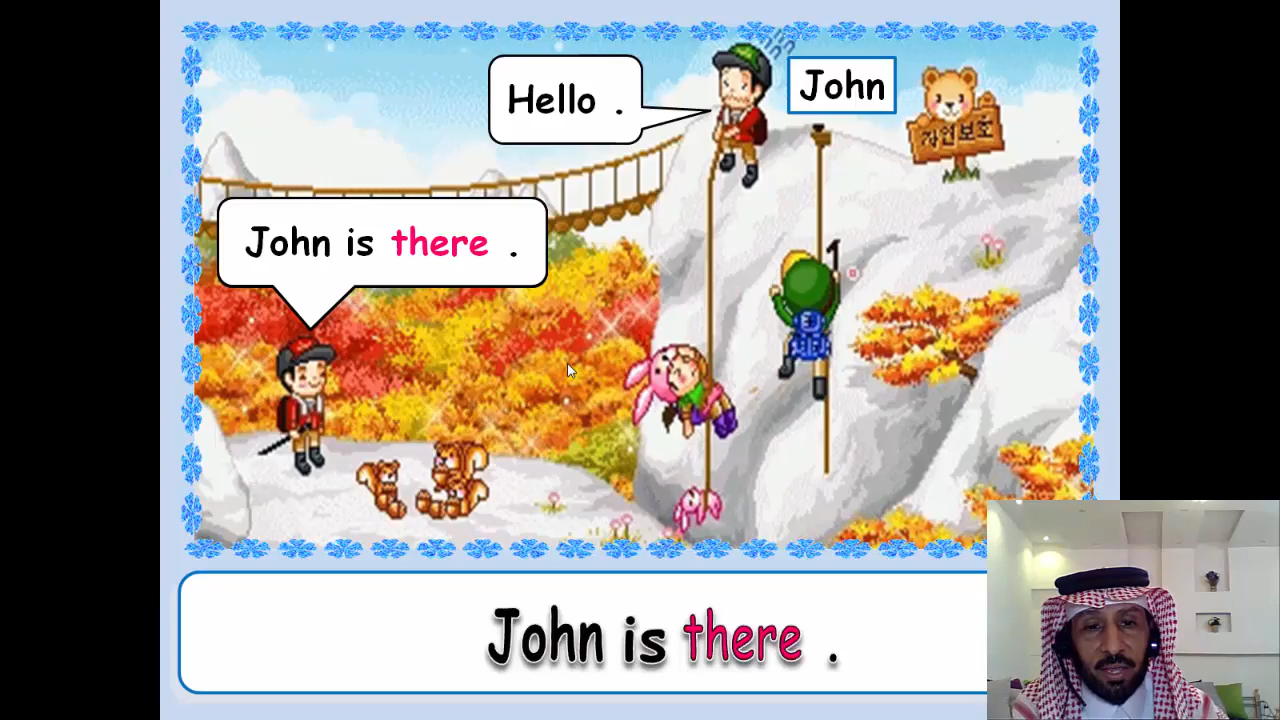 Hello .
John
자연보호
John is there .
John is there .